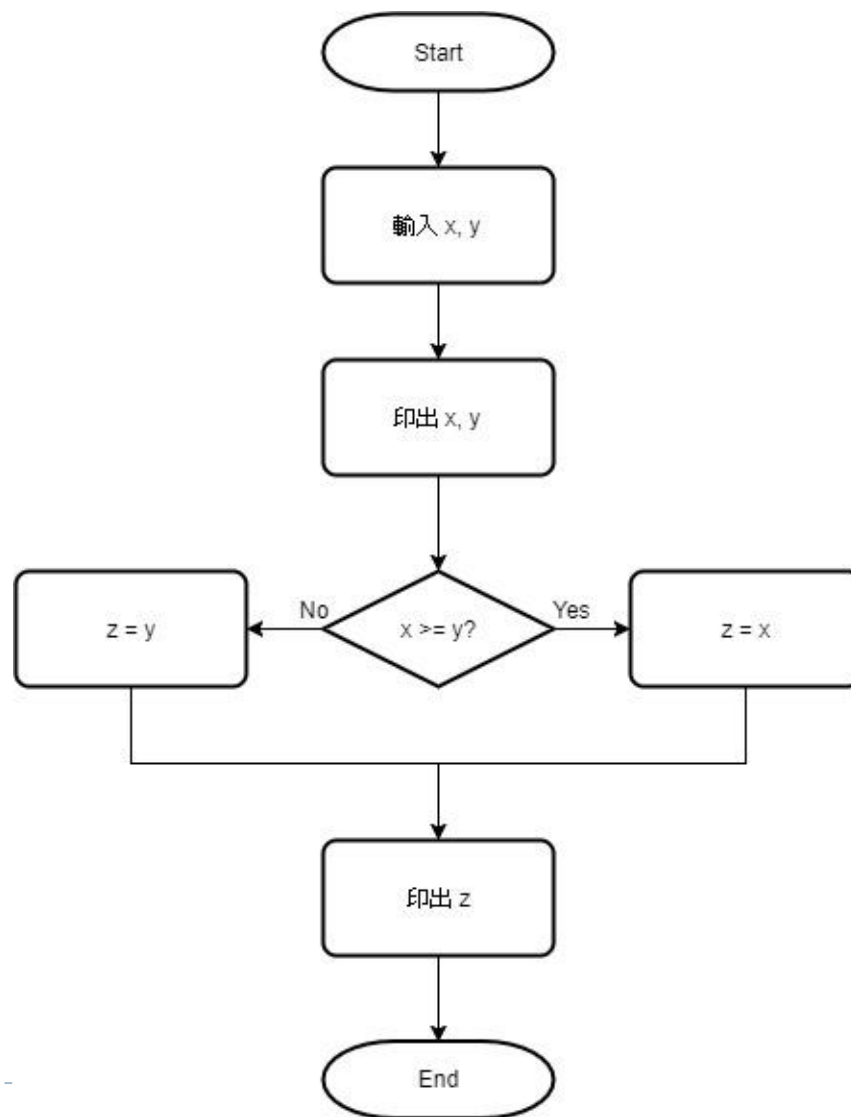 Start
輸入 x, y
印出 x, y
No
Yes
z = y
x >= y?
z = x
印出 z
End